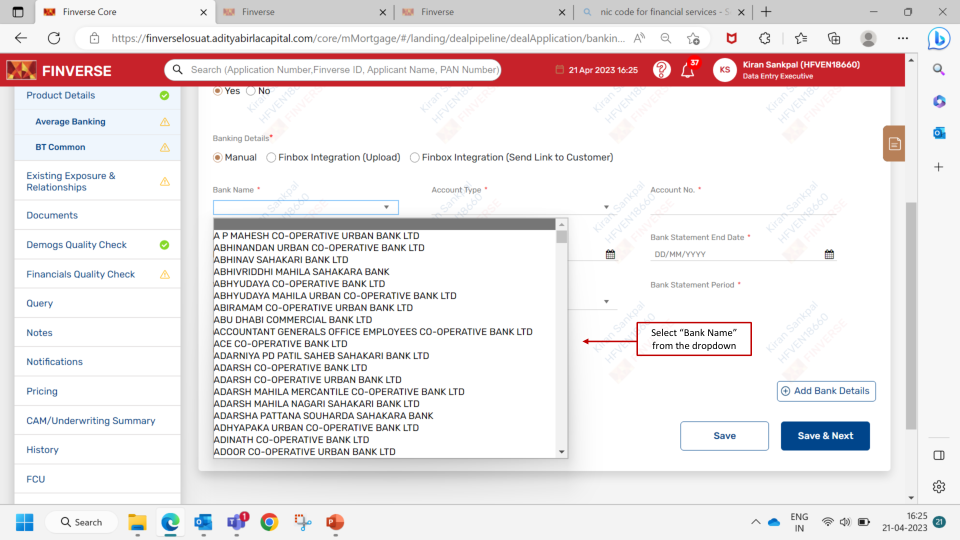 Finverse Core
Finverse
Finverse
nic code for financial services - S
https://finverselosuat.adityabirlacapital.com/core/mMortgage/#/landing/dealpipeline/dealApplication/bankin...
FINVERSE
Search (Application Number,Finverse ID, Applicant Name, PAN Number)
21 Apr 2023 16:25
37
KS
Kiran Sankpal (HFVEN18660)
Data Entry Executive
Product Details
Average Banking
BT Common
Existing Exposure &
Relationships
Documents
Demogs Quality Check
Financials Quality Check
Query
Notes
Notifications
Pricing
CAM/Underwriting Summary
History
FCU
Yes No
Banking Details*
Manual Finbox Integration (Upload) Finbox Integration (Send Link to Customer)
Bank Name * Account Type * Account No. *
A P MAHESH CO-OPERATIVE URBAN BANK LTD
ABHINANDAN URBAN CO-OPERATIVE BANK LTD
ABHINAV SAHAKARI BANK LTD
ABHIVRIDDHI MAHILA SAHAKARA BANK
ABHYUDAYA CO-OPERATIVE BANK LTD
ABHYUDAYA MAHILA URBAN CO-OPERATIVE BANK LTD
ABIRAMAM CO-OPERATIVE URBAN BANK LTD
ABU DHABI COMMERCIAL BANK LTD
ACCOUNTANT GENERALS OFFICE EMPLOYEES CO-OPERATIVE BANK LTD
ACE CO-OPERATIVE BANK LTD
ADARNIYA PD PATIL SAHEB SAHAKARI BANK LTD
ADARSH CO-OPERATIVE BANK LTD
ADARSH CO-OPERATIVE URBAN BANK LTD
ADARSH MAHILA MERCANTILE CO-OPERATIVE BANK LTD
ADARSH MAHILA NAGARI SAHAKARI BANK LTD
ADARSHA PATTANA SOUHARDA SAHAKARA BANK
ADHYAPAKA URBAN CO-OPERATIVE BANK LTD
ADINATH CO-OPERATIVE BANK LTD
ADOOR CO-OPERATIVE URBAN BANK LTD
Bank Statement End Date *
DD/MM/YYYY
Bank Statement Period *
Select “Bank Name”
from the dropdown
Add Bank Details
Save
Save & Next
Kiran Sankpal
HFVEN18660
FINVERSE
Search
1
ENG
IN
16:25
21-04-2023
21